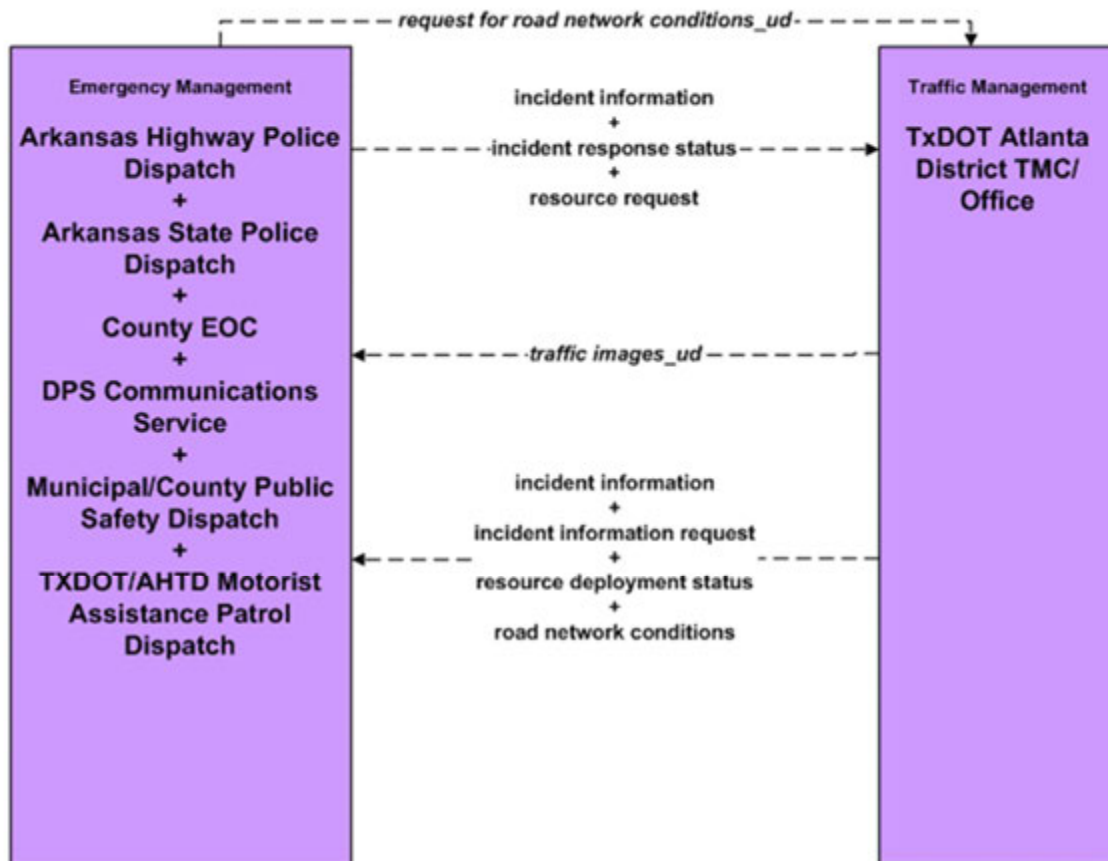 request for road network conditions_ud
Emergency Management
Arkansas Highway Police
Dispatch
+
Arkansas State Police
Dispatch
+
County EOC
+
DPS Communications
Service
+
Municipal/County Public
Safety Dispatch
+
TXDOT/AHTD Motorist
Assistance Patrol
Dispatch
incident information
+
incident response status
+
resource request
traffic images_ud
incident information
+
incident information request
+
resource deployment status
+
road network conditions
Traffic Management
TxDOT Atlanta
District TMC/
Office